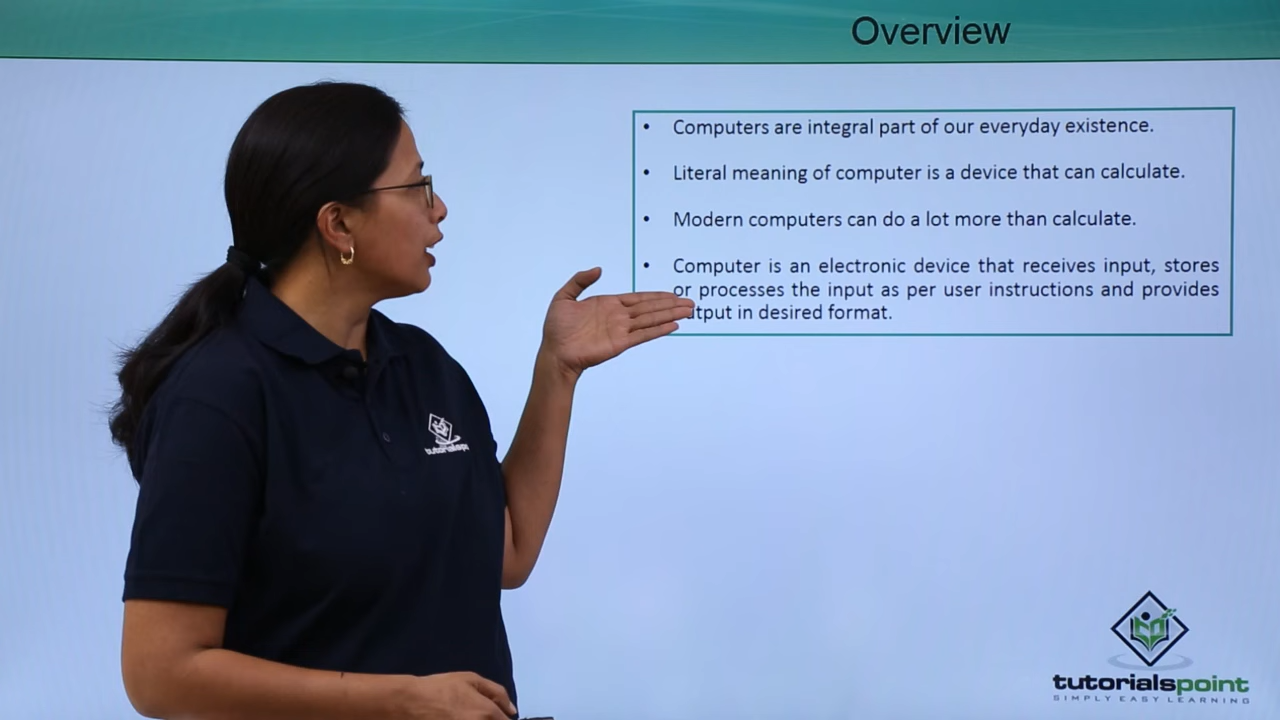 Overview
• Computers are integral part of our everyday existence.
• Literal meaning of computer is a device that can calculate.
• Modern computers can do a lot more than calculate.
• Computer is an electronic device that receives input, stores
or processes the input as per user instructions and provides
utput in desired format.
tutorialspo
tutorialspoint
SIMPLY EASY LEARNING